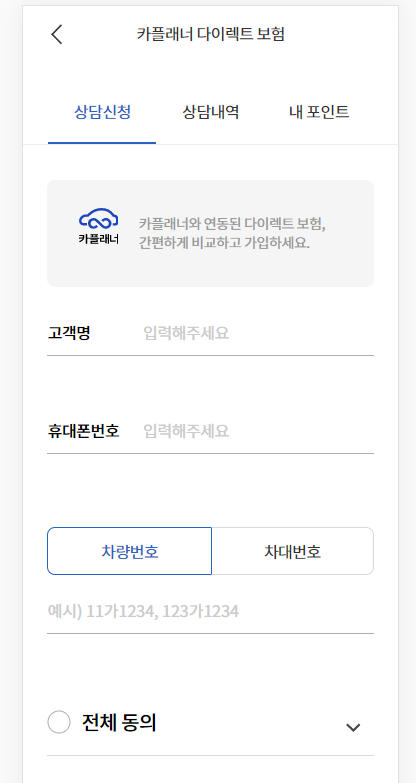 카플래너 다이렉트 보험
상담신청 상담내역 내 포인트
카플래너
카플래너와 연동된 다이렉트 보험,
간편하게 비교하고 가입하세요.
고객명 입력해주세요
휴대폰번호 입력해주세요
차량번호 차대번호
예시) 11가1234, 123가1234
전체 동의